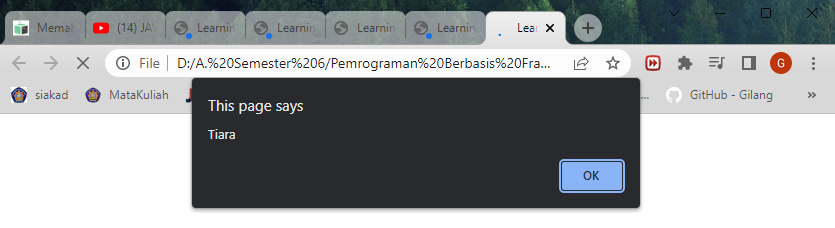 Memah
(14) JAV
Learnin
Learnin
Learnin
Learnin
Lear
File
D:/A.%20Semester%206/Pemrograman%20Berbasis%20Fra...
G
siakad
MataKuliah
...
GitHub - Gilang
»
This page says
Tiara
OK